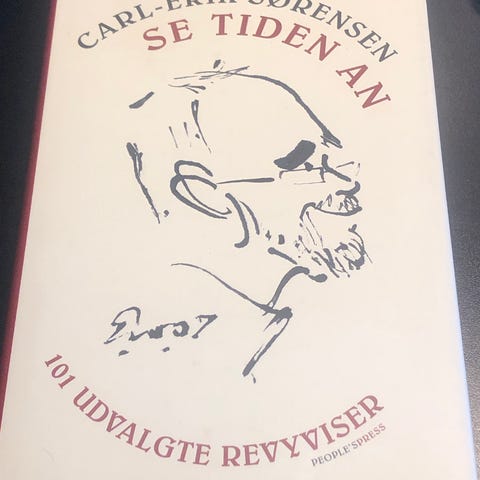 CARL-ERIK SØRENSEN
SE TIDEN AN
101 UDVALGTE REVYVISER
PEOPLE'SPRESS